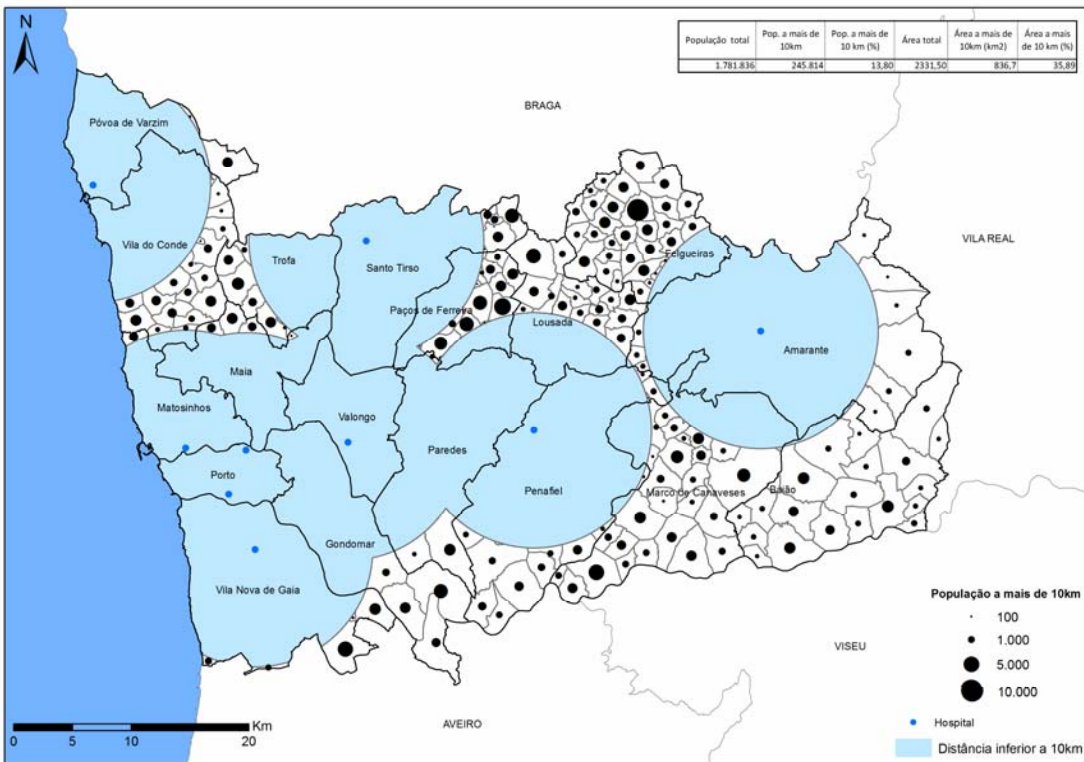 N
População total
Pop. a mais de 10km
Pop. a mais de 10 km (%)
Área total
Área a mais de 10km (km2)
Área a mais de 10 km (%)
1.781.836
245.814
13,80
2331,50
836,7
35,89
BRAGA
Póvoa de Varzim
VILA REAL
Vila do Conde
Trofa
Santo Tirso
Felgueiras
Paços de Ferreira
Lousada
Amarante
Maia
Matosinhos
Valongo
Paredes
Porto
Penafiel
Marco de Canaveses
Baião
Gondomar
Vila Nova de Gaia
População a mais de 10km
100
1.000
5.000
10.000
VISEU
AVEIRO
Hospital
Distância inferior a 10km
Km
0
5
10
20